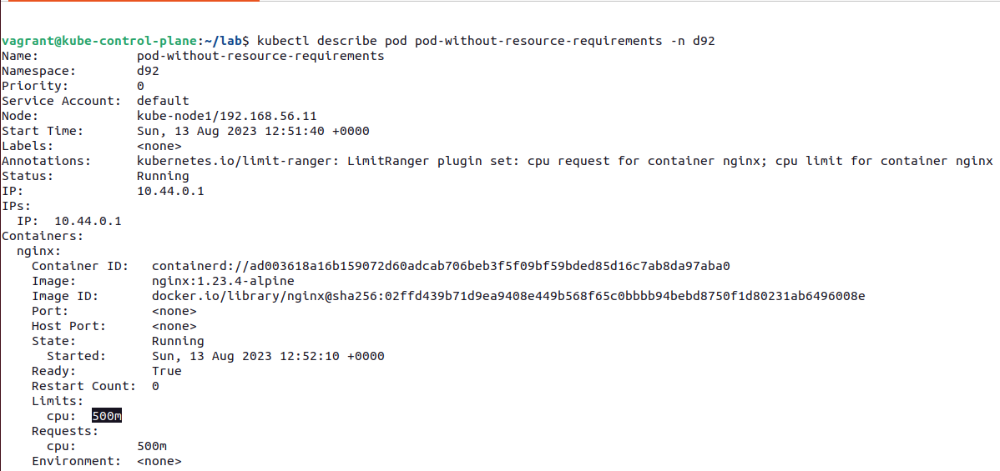 vagrant@kube-control-plane:~/lab$ kubectl describe pod pod-without-resource-requirements -n d92
Name:             pod-without-resource-requirements
Namespace:        d92
Priority:         0
Service Account:  default
Node:             kube-node1/192.168.56.11
Start Time:       Sun, 13 Aug 2023 12:51:40 +0000
Labels:           <none>
Annotations:      kubernetes.io/limit-ranger: LimitRanger plugin set: cpu request for container nginx; cpu limit for container nginx
Status:           Running
IP:               10.44.0.1
IPs:
  IP:  10.44.0.1
Containers:
  nginx:
    Container ID:   containerd://ad003618a16b159072d60adcab706beb3f5f09bf59bded85d16c7ab8da97aba0
    Image:          nginx:1.23.4-alpine
    Image ID:       docker.io/library/nginx@sha256:02ffd439b71d9ea9408e449b568f65c0bbbb94bebd8750f1d80231ab6496008e
    Port:           <none>
    Host Port:      <none>
    State:          Running
      Started:      Sun, 13 Aug 2023 12:52:10 +0000
    Ready:          True
    Restart Count:  0
    Limits:
      cpu:  500m
    Requests:
      cpu:        500m
    Environment:  <none>